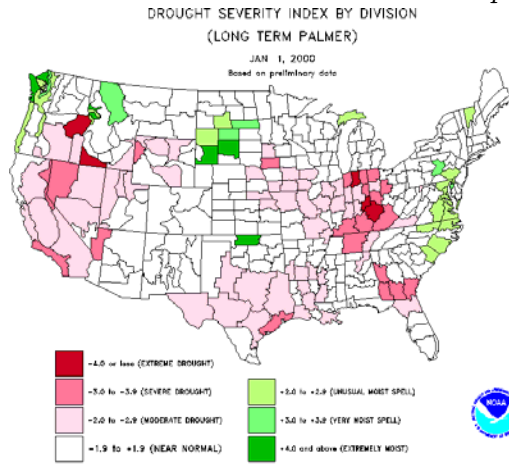 DROUGHT SEVERITY INDEX BY DIVISION
(LONG TERM PALMER)
JAN 1, 2000
Based on preliminary data
-4.0 or less (EXTREME DROUGHT)
-3.0 to -3.9 (SEVERE DROUGHT)
-2.0 to -2.9 (MODERATE DROUGHT)
-1.9 to +1.9 (NEAR NORMAL)
+2.0 to +2.9 (UNUSUAL MOIST SPELL)
+3.0 to +3.9 (VERY MOIST SPELL)
+4.0 and above (EXTREMELY MOIST)
NOAA